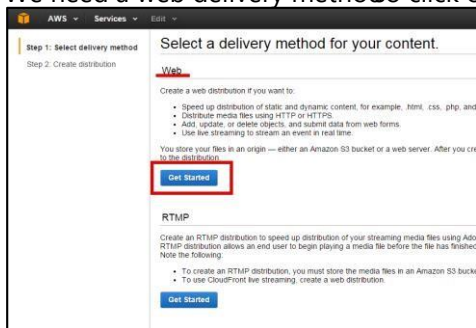 We need a web delivery method so click o
AWS Services Edit
Step 1: Select delivery method
Step 2: Create distribution
Select a delivery method for your content.
Web
Create a web distribution if you want to:
• Speed up distribution of static and dynamic content, for example, .html, .css, .php, and
• Distribute media files using HTTP or HTTPS.
• Add, update, or delete objects, and submit data from web forms.
• Use live streaming to stream an event in real time.
You store your files in an origin — either an Amazon S3 bucket or a web server. After you cre
to the distribution.
Get Started
RTMP
Create an RTMP distribution to speed up distribution of your streaming media files using Ado
RTMP distribution allows an end user to begin playing a media file before the file has finished
Note the following:
• To create an RTMP distribution, you must store the media files in an Amazon S3 bucke
• To use CloudFront live streaming, create a web distribution.
Get Started